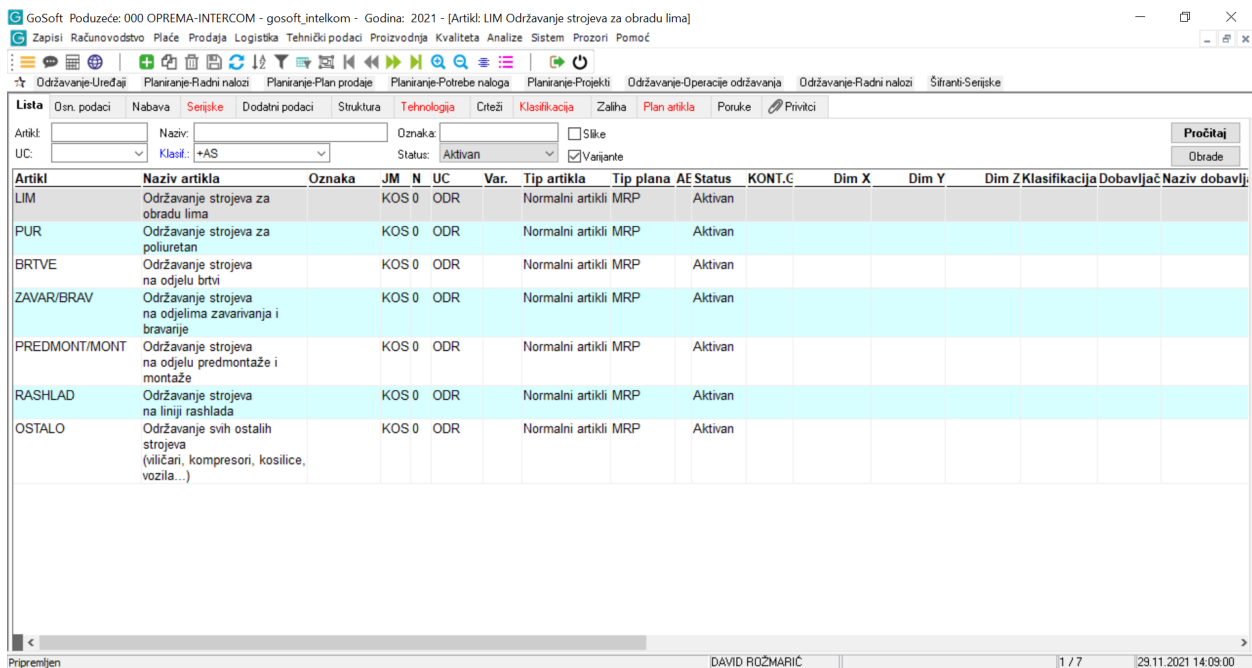 GoSoft Poduzeće: 000 OPREMA-INTERCOM - gosoft_intelkom - Godina: 2021 - [Artikl: LIM Održavanje strojeva za obradu lima]
Zapisi Računovodstvo Plaće Prodaja Logistika Tehnički podaci Proizvodnja Kvaliteta Analize Sistem Prozori Pomoć
Održavanje-Uređaji Planiranje-Radni nalozi Planiranje-Plan prodaje Planiranje-Potrebe naloga Planiranje-Projekti Održavanje-Operacije održavanja Održavanje-Radni nalozi Šifranti-Serijske
Lista Osn. podaci Nabava Serijske Dodatni podaci Struktura Tehnologija Crteži Klasifikacija Zaliha Plan artikla Poruke Privitci
Artikl: Naziv: Oznaka: Slike Pročitaj
UC: Klasif.: +AS Status: Aktivan Varijante Obrade
Artikl Naziv artikla Oznaka JM N UC Var. Tip artikla Tip plana AE Status KONT.G Dim X Dim Y Dim Z Klasifikacija Dobavljač Naziv dobavlja
LIM Održavanje strojeva za KOS 0 ODR Normalni artikli MRP Aktivan
obradu lima
PUR Održavanje strojeva za KOS 0 ODR Normalni artikli MRP Aktivan
poliuretan
BRTVE Održavanje strojeva KOS 0 ODR Normalni artikli MRP Aktivan
na odjelu brtvi
ZAVAR/BRAV Održavanje strojeva KOS 0 ODR Normalni artikli MRP Aktivan
na odjelima zavarivanja i
bravarije
PREDMONT/MONT Održavanje strojeva KOS 0 ODR Normalni artikli MRP Aktivan
na odjelu predmontaže i
montaže
RASHLAD Održavanje strojeva KOS 0 ODR Normalni artikli MRP Aktivan
na liniji rashlada
OSTALO Održavanje svih ostalih KOS 0 ODR Normalni artikli MRP Aktivan
strojeva
(viličari, kompresori, kosilice,
vozila...)
Pripremljen DAVID ROŽMARIĆ 1 / 7 29.11.2021 14:09:00